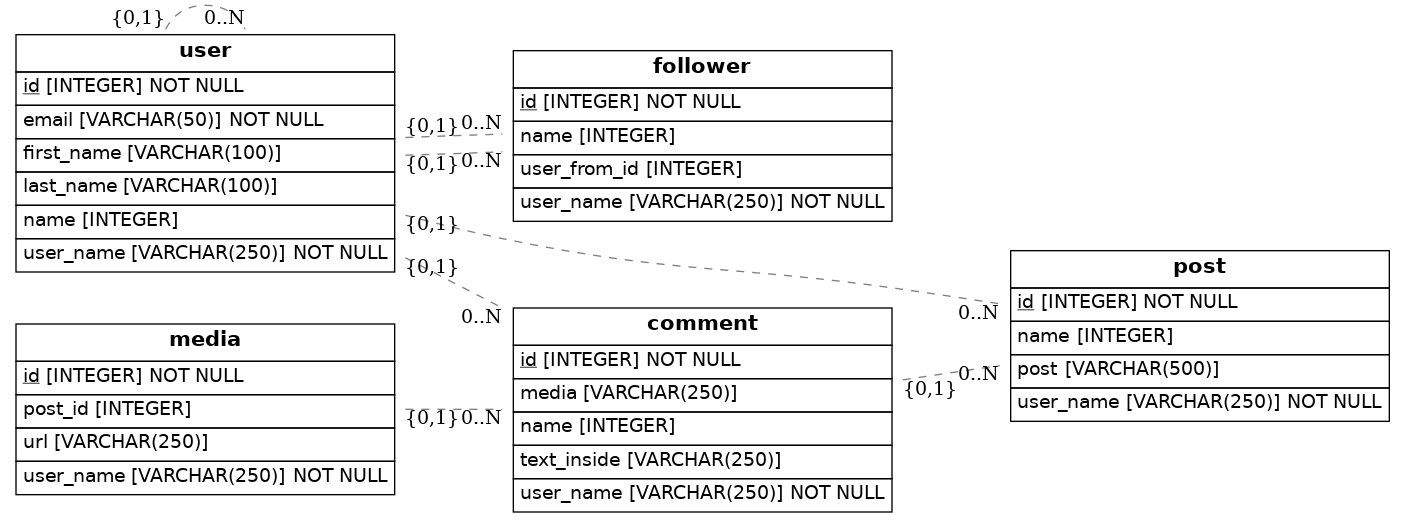 {0,1} 0..N
user
id [INTEGER] NOT NULL
email [VARCHAR(50)] NOT NULL
first_name [VARCHAR(100)]
last_name [VARCHAR(100)]
name [INTEGER]
user_name [VARCHAR(250)] NOT NULL
{0,1} 0..N
{0,1} 0..N
{0,1}
{0,1}
0..N
0..N
follower
id [INTEGER] NOT NULL
name [INTEGER]
user_from_id [INTEGER]
user_name [VARCHAR(250)] NOT NULL
media
id [INTEGER] NOT NULL
post_id [INTEGER]
url [VARCHAR(250)]
user_name [VARCHAR(250)] NOT NULL
{0,1} 0..N
comment
id [INTEGER] NOT NULL
media [VARCHAR(250)]
name [INTEGER]
text_inside [VARCHAR(250)]
user_name [VARCHAR(250)] NOT NULL
{0,1} 0..N
post
id [INTEGER] NOT NULL
name [INTEGER]
post [VARCHAR(500)]
user_name [VARCHAR(250)] NOT NULL